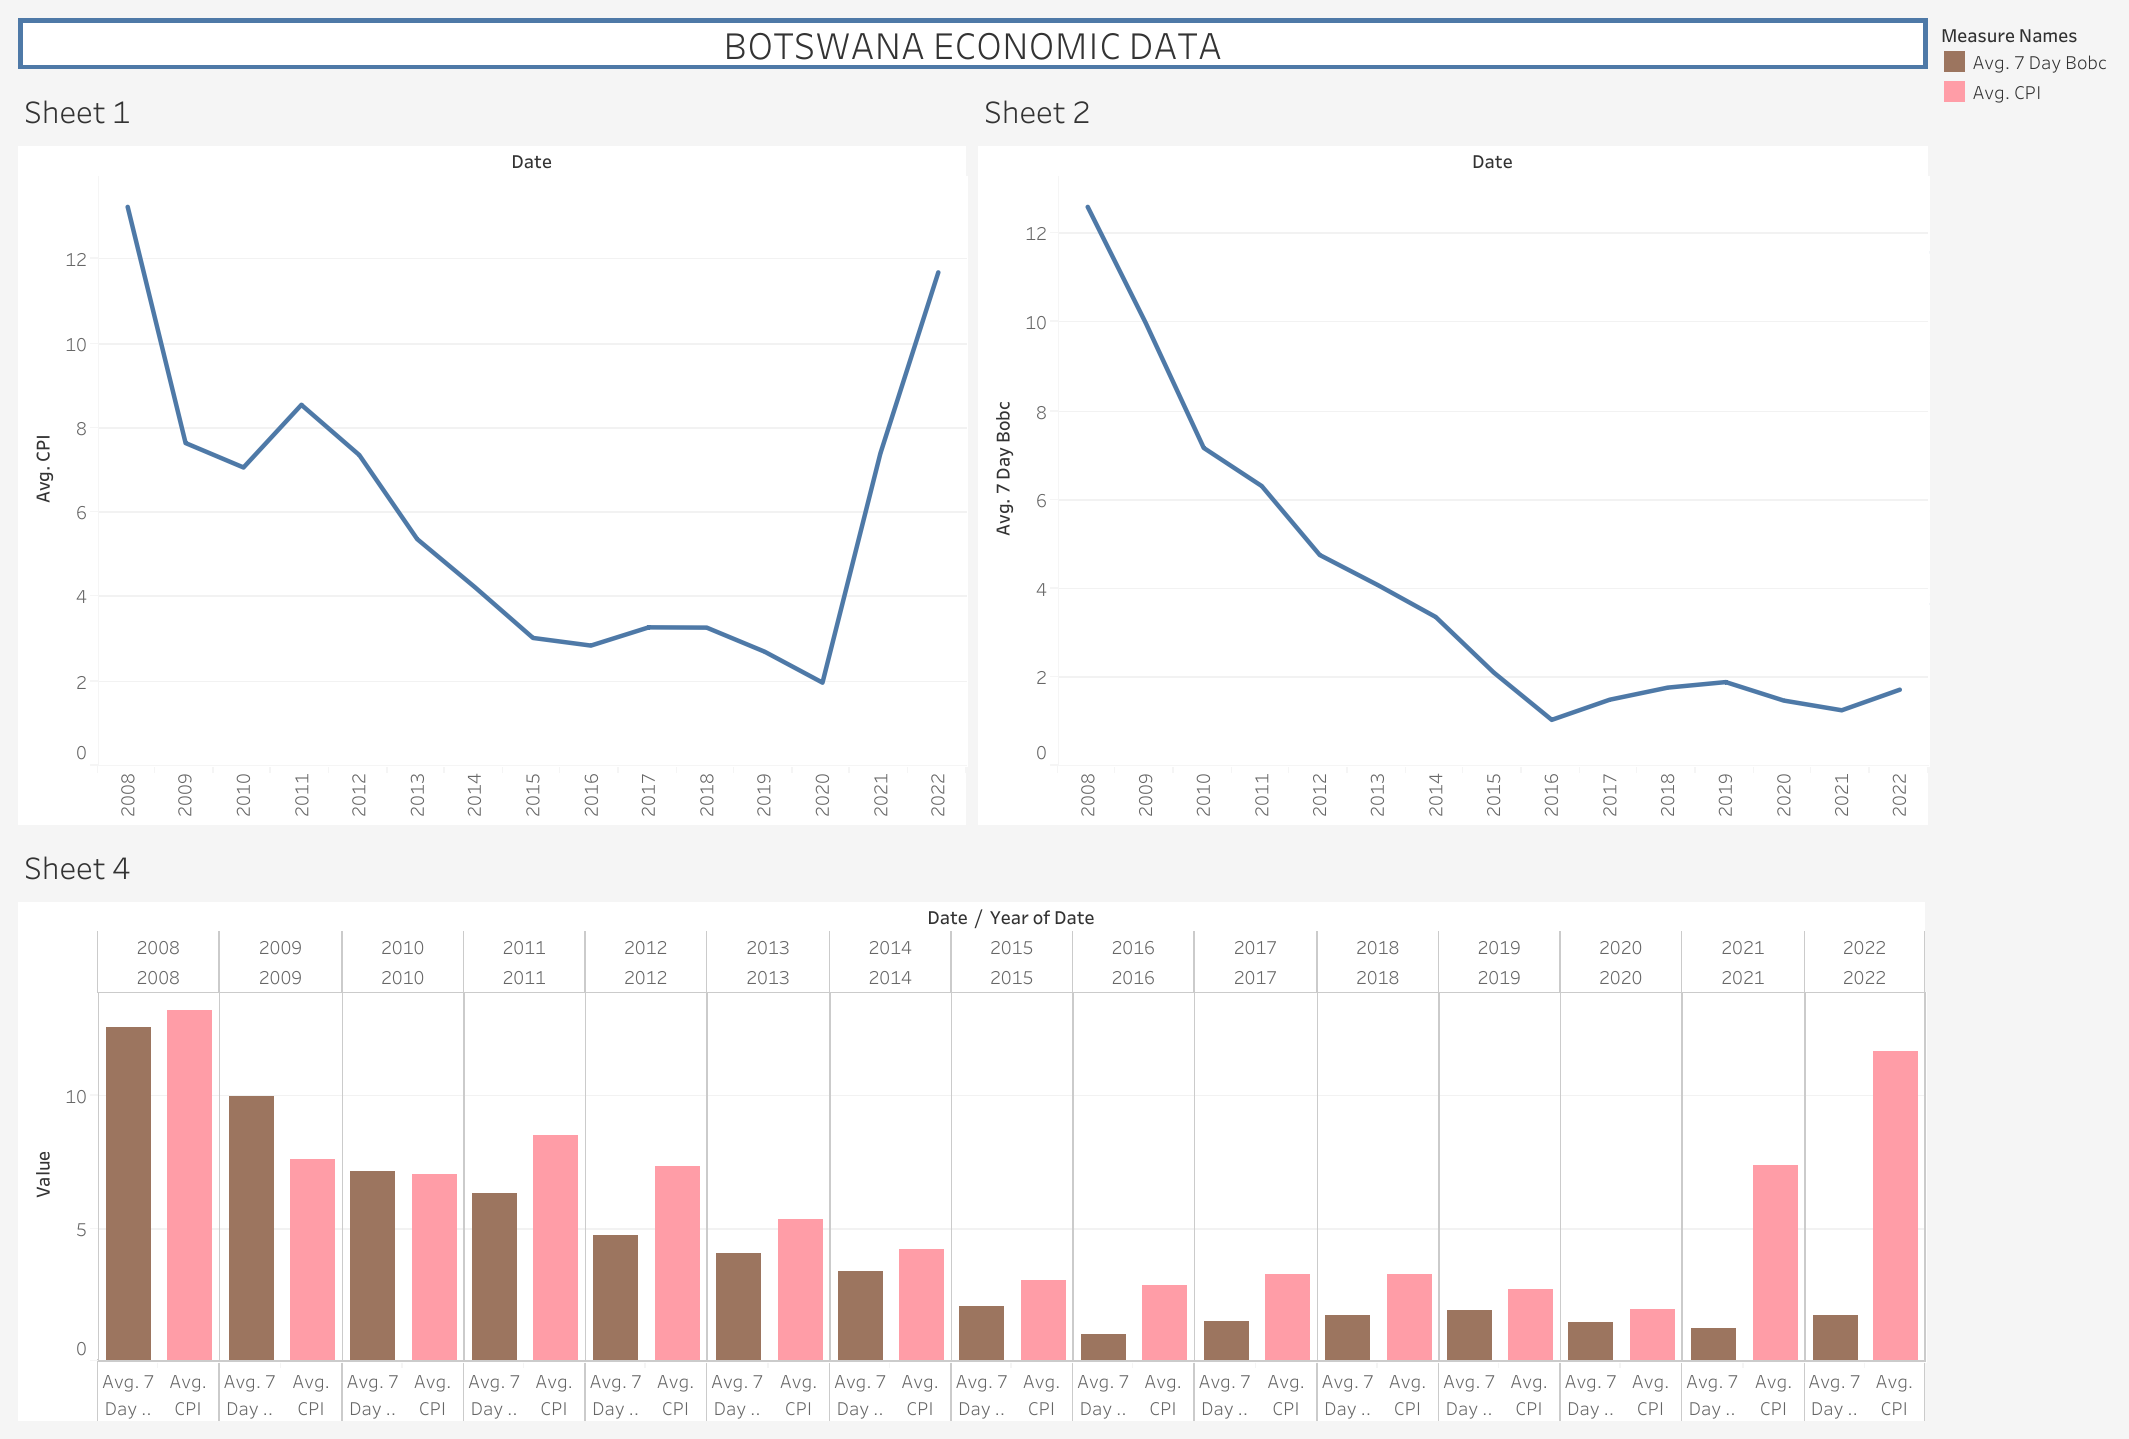 BOTSWANA ECONOMIC DATA
Measure Names
Avg. 7 Day Bobc
Avg. CPI
Sheet 1
Date
Avg. CPI
12
10
8
6
4
2
0
2008 2009 2010 2011 2012 2013 2014 2015 2016 2017 2018 2019 2020 2021 2022
Sheet 2
Date
Avg. 7 Day Bobc
12
10
8
6
4
2
0
2008 2009 2010 2011 2012 2013 2014 2015 2016 2017 2018 2019 2020 2021 2022
Sheet 4
Date / Year of Date
2008 2009 2010 2011 2012 2013 2014 2015 2016 2017 2018 2019 2020 2021 2022
2008 2009 2010 2011 2012 2013 2014 2015 2016 2017 2018 2019 2020 2021 2022
Value
10
5
0
Avg. 7 Avg. Avg. 7 Avg. Avg. 7 Avg. Avg. 7 Avg. Avg. 7 Avg. Avg. 7 Avg. Avg. 7 Avg. Avg. 7 Avg. Avg. 7 Avg. Avg. 7 Avg. Avg. 7 Avg. Avg. 7 Avg. Avg. 7 Avg. Avg. 7 Avg. Avg. 7 Avg.
Day .. CPI Day .. CPI Day .. CPI Day .. CPI Day .. CPI Day .. CPI Day .. CPI Day .. CPI Day .. CPI Day .. CPI Day .. CPI Day .. CPI Day .. CPI Day .. CPI Day .. CPI